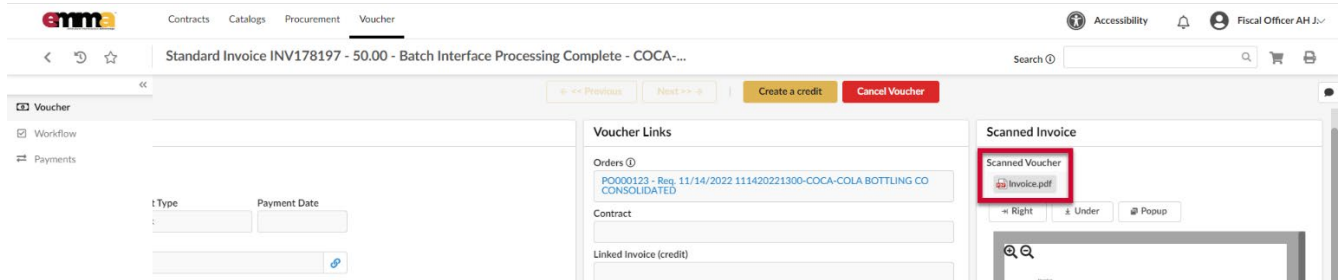 emma
Contracts Catalogs Procurement Voucher
Accessibility
Fiscal Officer AH J.
Standard Invoice INV178197 - 50.00 - Batch Interface Processing Complete - COCA-...
Search
<< Previous Next >> Create a credit Cancel Voucher
Voucher
Workflow
Payments
t Type Payment Date
Voucher Links
Orders
PO000123 - Req. 11/14/2022 111420221300-COCA-COLA BOTTLING CO
CONSOLIDATED
Contract
Linked Invoice (credit)
Scanned Invoice
Scanned Voucher
Invoice.pdf
Right Under Popup